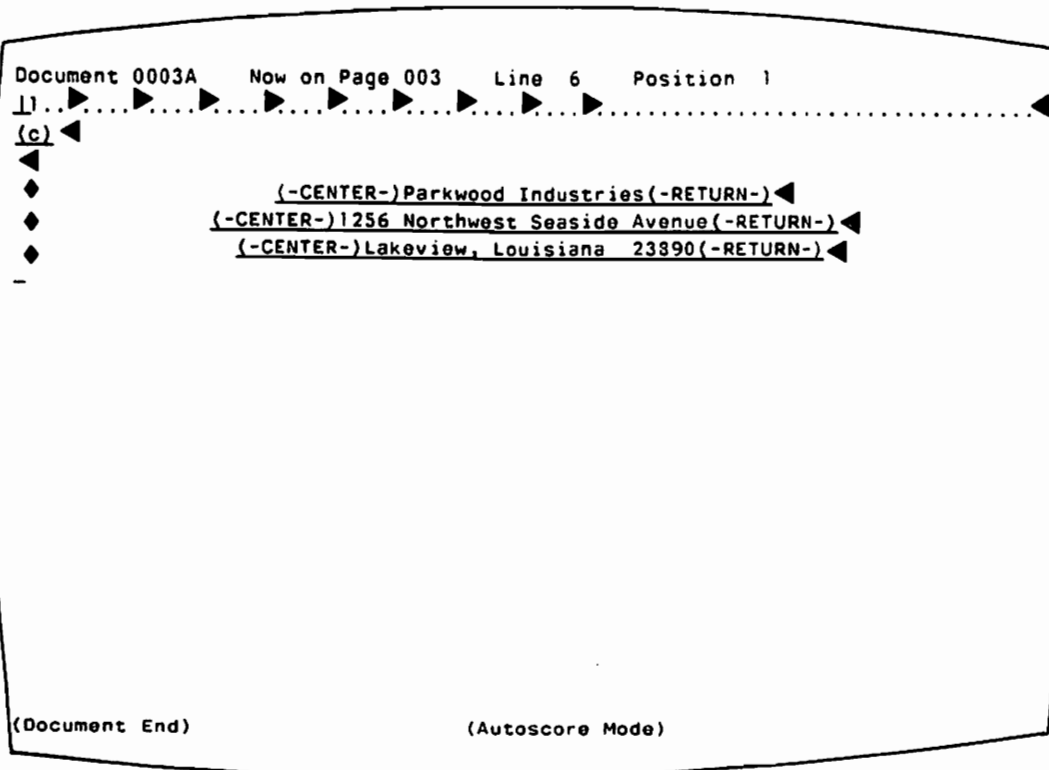 Document 0003A Now on Page 003 Line 6 Position 1
|1..▶....▶....▶....▶....▶....▶....▶....▶....▶..................................◀
(c)◀
◀
◆ (-CENTER-)Parkwood Industries(-RETURN-)◀
◆ (-CENTER-)1256 Northwest Seaside Avenue(-RETURN-)◀
◆ (-CENTER-)Lakeview, Louisiana 23890(-RETURN-)◀
(Document End) (Autoscore Mode)